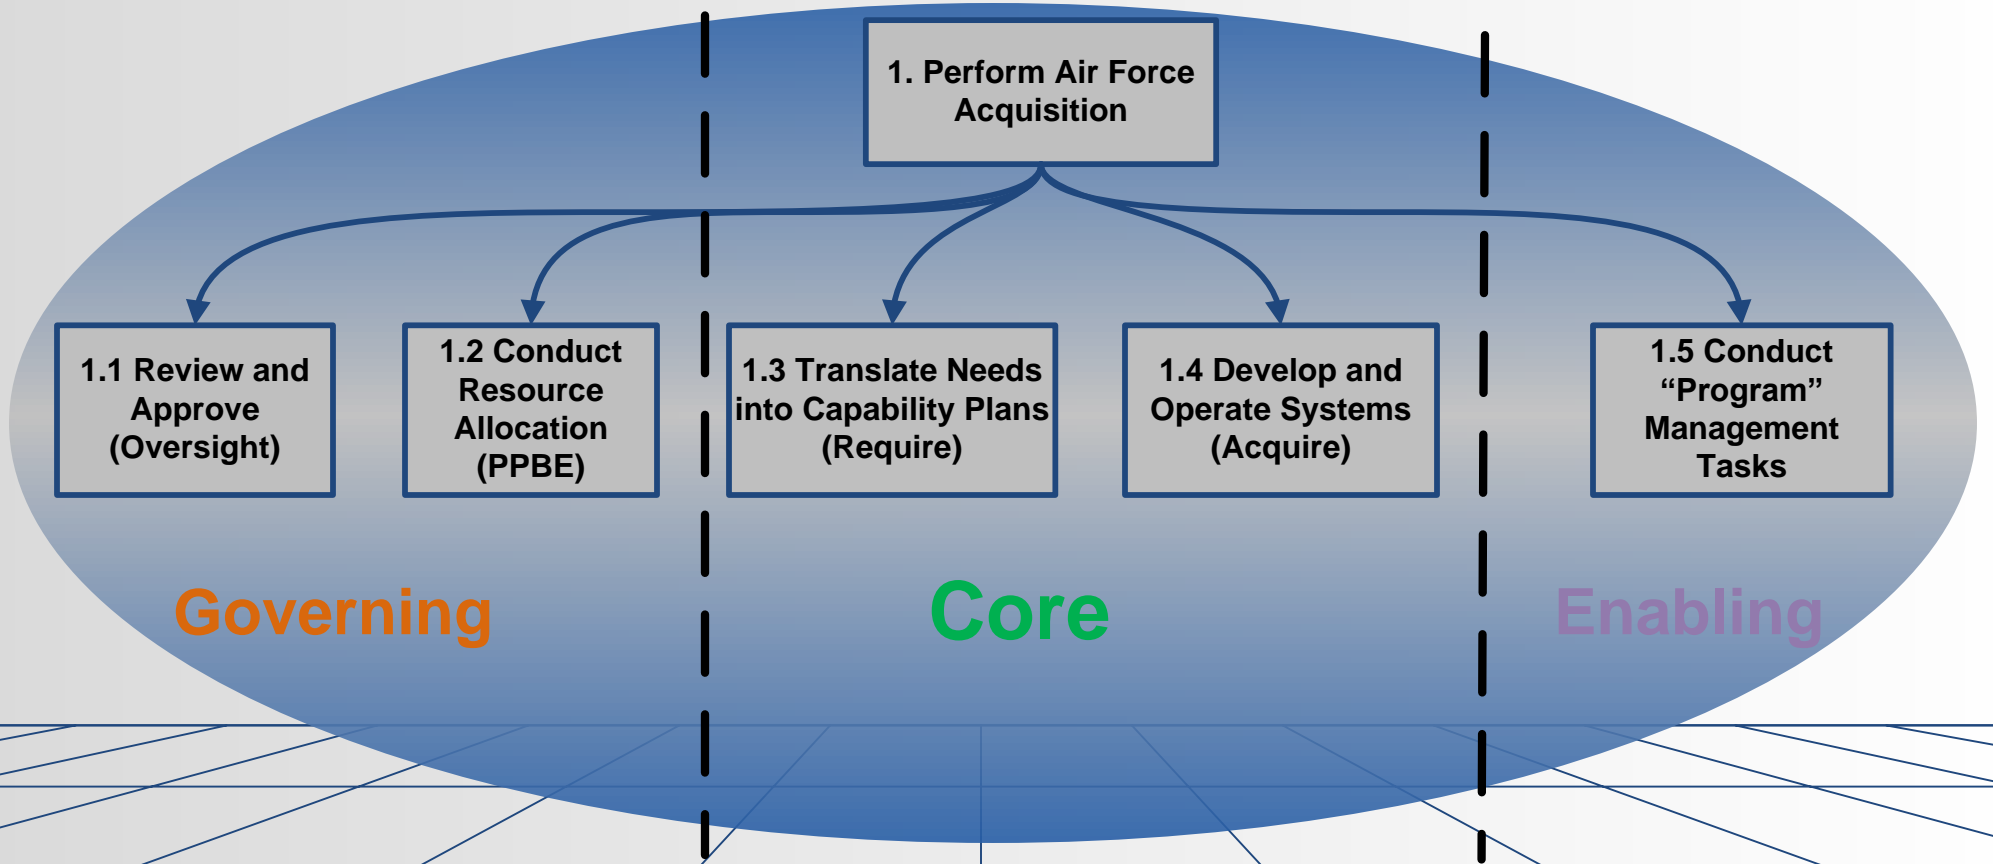 1. Perform Air Force
Acquisition
1.1 Review and
Approve
(Oversight)
1.2 Conduct
Resource
Allocation
(PPBE)
1.3 Translate Needs
into Capability Plans
(Require)
1.4 Develop and
Operate Systems
(Acquire)
1.5 Conduct
“Program”
Management
Tasks
Governing
Core
Enabling